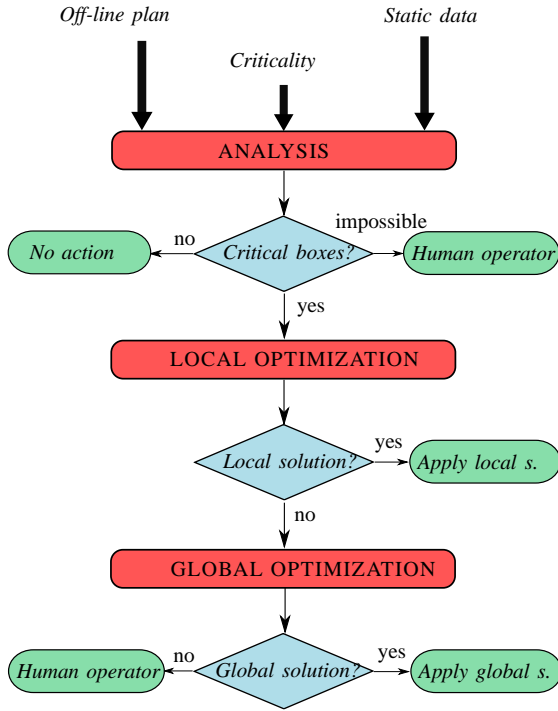 Off-line plan
Static data
Criticality
ANALYSIS
impossible
no
No action
Critical boxes?
Human operator
yes
LOCAL OPTIMIZATION
yes
Local solution?
Apply local s.
no
GLOBAL OPTIMIZATION
no
yes
Human operator
Global solution?
Apply global s.